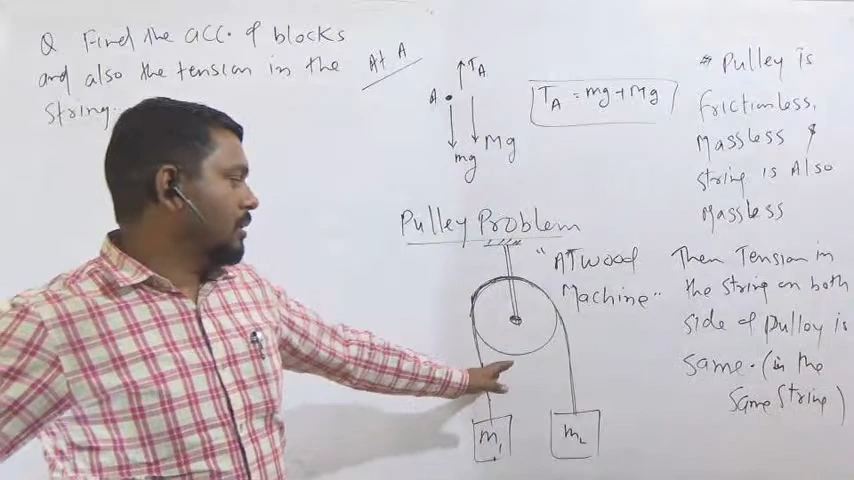 Q Find the acc. of blocks
and also the tension in the
string.
At A
TA
A
mg
Mg
TA = mg + Mg
Pulley Problem
"ATwood
Machine"
m1
m2
* Pulley is
Frictionless,
Massless &
string is Also
Massless
Then Tension in
the string on both
side of pulley is
same. (in the
same string)